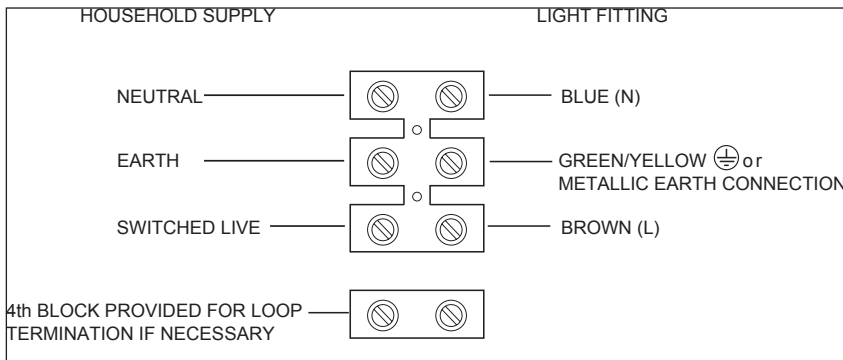 HOUSEHOLD SUPPLY
LIGHT FITTING
NEUTRAL
BLUE (N)
EARTH
GREEN/YELLOW or
METALLIC EARTH CONNECTION
SWITCHED LIVE
BROWN (L)
4th BLOCK PROVIDED FOR LOOP
TERMINATION IF NECESSARY